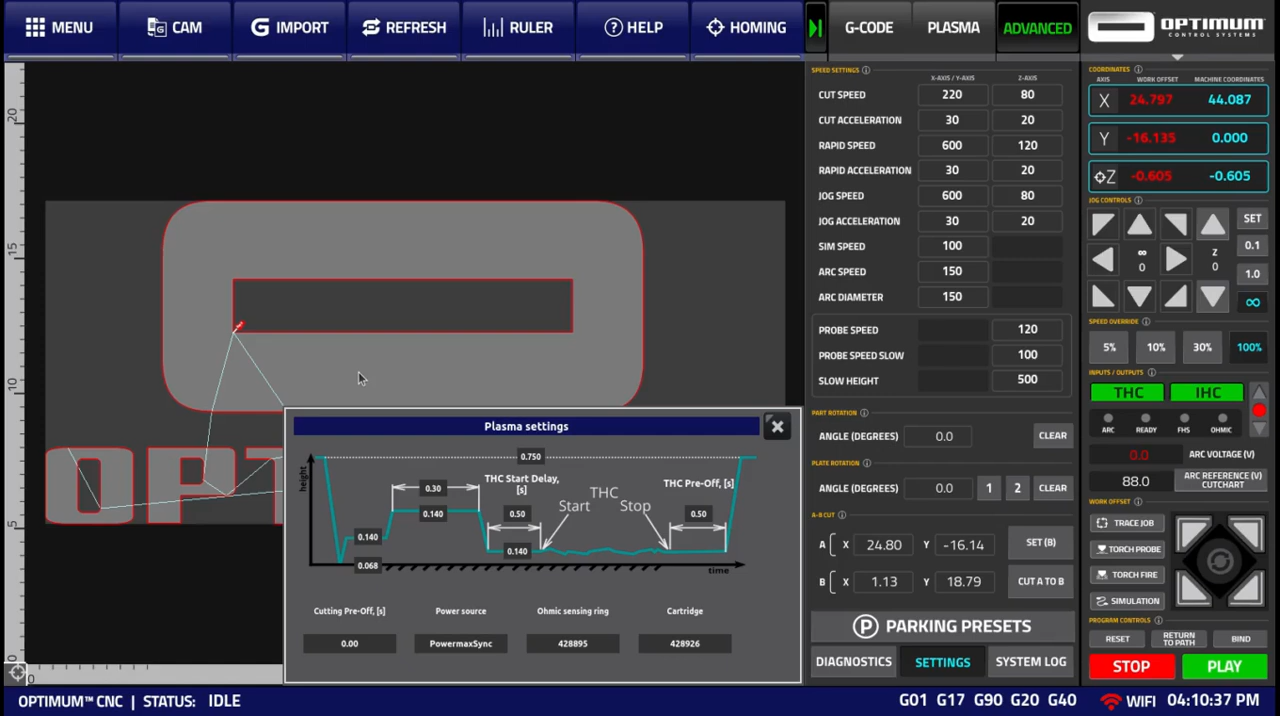 MENU
CAM
IMPORT
REFRESH
RULER
HELP
HOMING
G-CODE
PLASMA
ADVANCED
OPTIMUM™
CONTROL SYSTEMS
SPEED SETTINGS
X-AXIS / Y-AXIS Z-AXIS
CUT SPEED 220 80
CUT ACCELERATION 30 20
RAPID SPEED 600 120
RAPID ACCELERATION 30 20
JOG SPEED 600 80
JOG ACCELERATION 30 20
SIM SPEED 100
ARC SPEED 150
ARC DIAMETER 150
PROBE SPEED 120
PROBE SPEED SLOW 100
SLOW HEIGHT 500
PART ROTATION
ANGLE (DEGREES) 0.0 CLEAR
PLATE ROTATION
ANGLE (DEGREES) 0.0 1 2 CLEAR
A-B CUT
A X 24.80 Y -16.14 SET (B)
B X 1.13 Y 18.79 CUT A TO B
PARKING PRESETS
DIAGNOSTICS SETTINGS SYSTEM LOG
COORDINATES
AXIS WORK OFFSET MACHINE COORDINATES
X 24.797 44.087
Y -16.135 0.000
Z -0.605 -0.605
JOG CONTROLS
SET
0.1
1.0
∞
∞
0
Z
0
SPEED OVERRIDE
5% 10% 30% 100%
INPUTS / OUTPUTS
THC IHC
ARC READY FHS OHMIC
0.0 ARC VOLTAGE (V)
88.0 ARC REFERENCE (V)
CUTCHART
WORK OFFSET
TRACE JOB
TORCH PROBE
TORCH FIRE
SIMULATION
PROGRAM CONTROLS
RESET RETURN TO PATH BIND
STOP PLAY
20
15
10
5
0
0
OPT
Plasma settings
height
0.750
THC Start Delay,
[s]
THC Pre-Off, [s]
0.30
THC
0.140
0.50
Start
Stop
0.50
0.140
0.140
0.068
time
Cutting Pre-Off, [s] Power source Ohmic sensing ring Cartridge
0.00 PowermaxSync 428895 428926
OPTIMUM™ CNC | STATUS: IDLE
G01 G17 G90 G20 G40
WIFI 04:10:37 PM